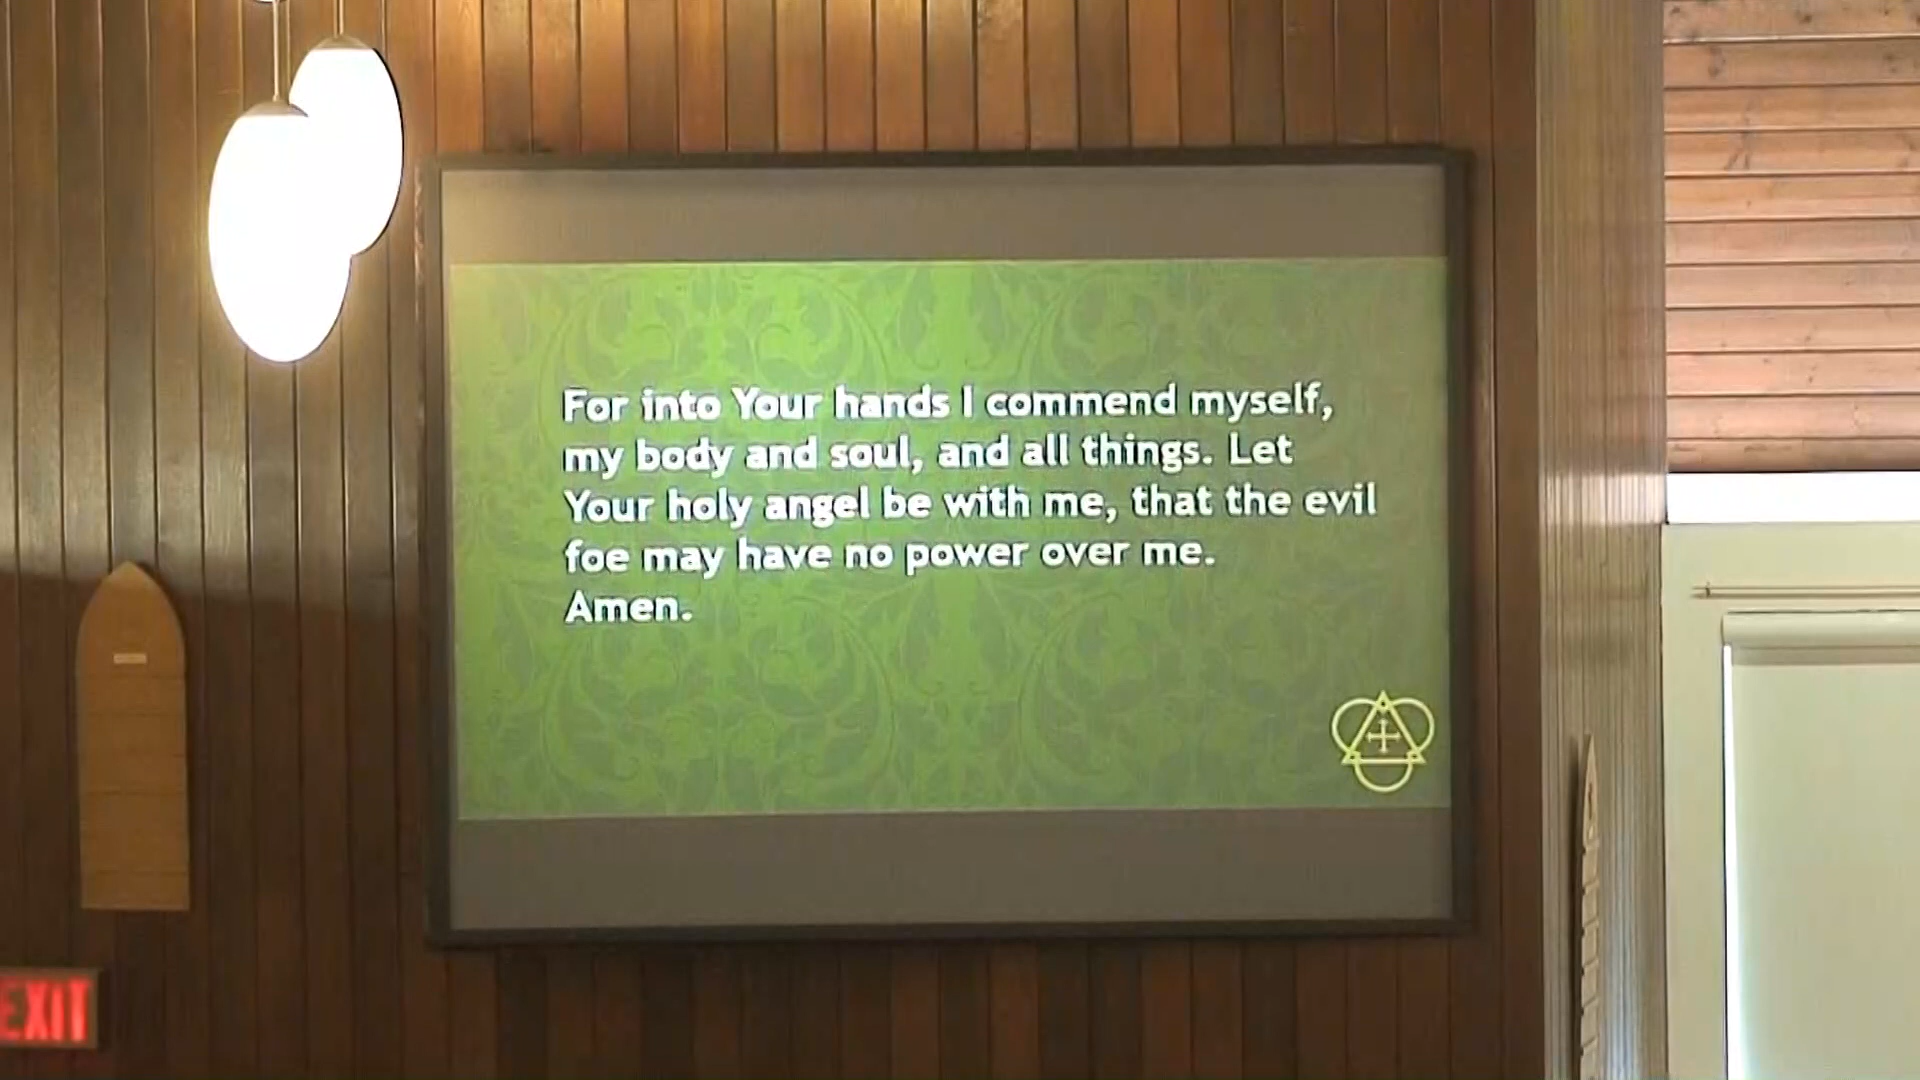 For into Your hands I commend myself,
my body and soul, and all things. Let
Your holy angel be with me, that the evil
foe may have no power over me.
Amen.
EXIT